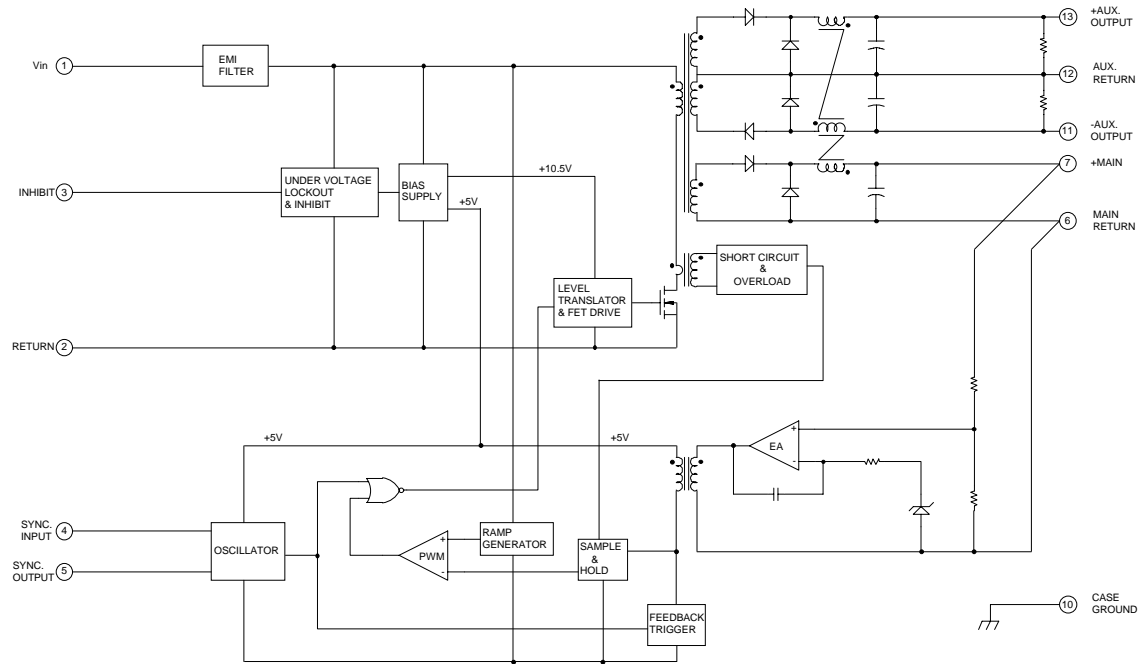 13
+AUX.
OUTPUT
Vin 1
EMI
FILTER
12
AUX.
RETURN
11
-AUX.
OUTPUT
7
+MAIN
+10.5V
INHIBIT 3
UNDER VOLTAGE
LOCKOUT
& INHIBIT
BIAS
SUPPLY
+5V
6
MAIN
RETURN
SHORT CIRCUIT
&
OVERLOAD
LEVEL
TRANSLATOR
& FET DRIVE
RETURN 2
+5V
+5V
+
EA
-
SYNC.
INPUT
4
OSCILLATOR
SYNC.
OUTPUT
5
+
PWM
-
RAMP
GENERATOR
SAMPLE
&
HOLD
FEEDBACK
TRIGGER
10
CASE
GROUND